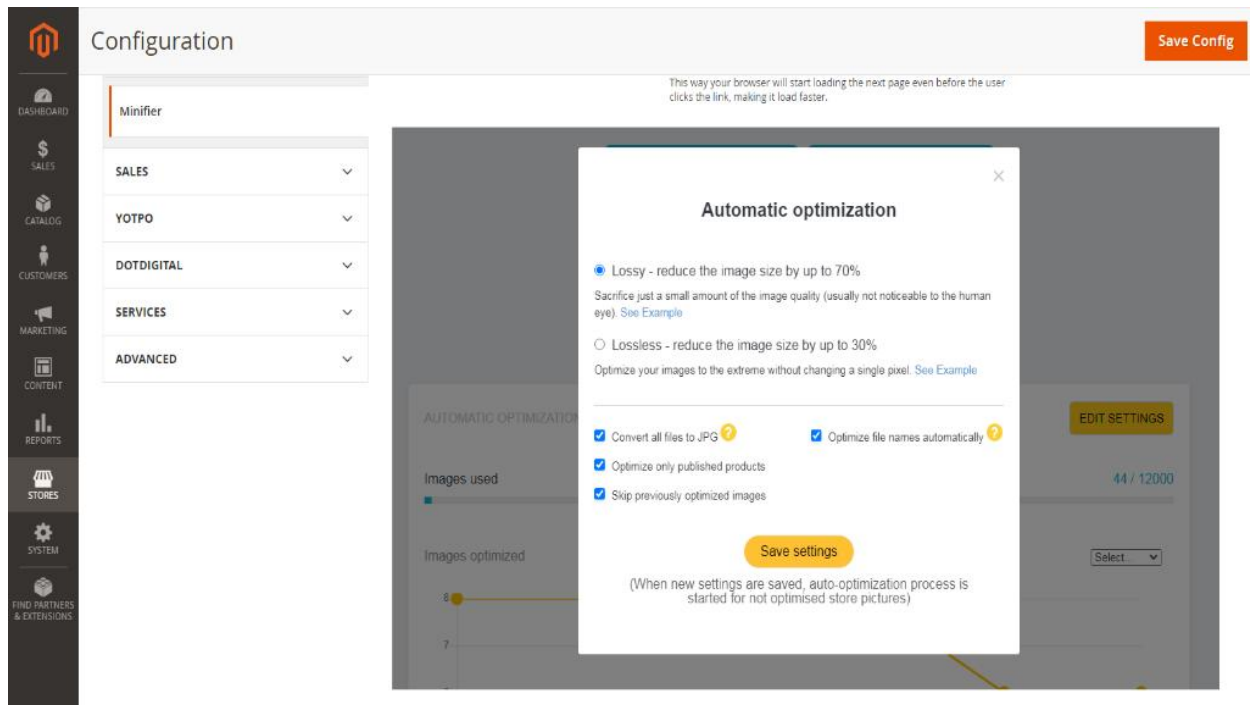 Configuration
Save Config
DASHBOARD
SALES
CATALOG
CUSTOMERS
MARKETING
CONTENT
REPORTS
STORES
SYSTEM
FIND PARTNERS
& EXTENSIONS
Minifier
SALES
YOTPO
DOTDIGITAL
SERVICES
ADVANCED
This way your browser will start loading the next page even before the user
clicks the link, making it load faster.
Automatic optimization
Lossy - reduce the image size by up to 70%
Sacrifice just a small amount of the image quality (usually not noticeable to the human
eye). See Example
Lossless - reduce the image size by up to 30%
Optimize your images to the extreme without changing a single pixel. See Example
Convert all files to JPG ?
Optimize file names automatically ?
Optimize only published products
Skip previously optimized images
Save settings
(When new settings are saved, auto-optimization process is
started for not optimised store pictures)
AUTOMATIC OPTIMIZATION
EDIT SETTINGS
Images used
44 / 12000
Images optimized
Select...
8
7